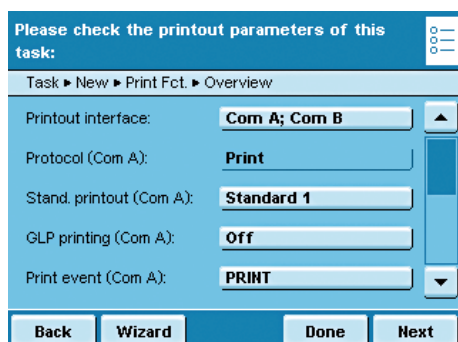 Please check the printout parameters of this
task:
Task ▸ New ▸ Print Fct. ▸ Overview
Printout interface: Com A; Com B
Protocol (Com A): Print
Stand. printout (Com A): Standard 1
GLP printing (Com A): Off
Print event (Com A): PRINT
Back Wizard Done Next